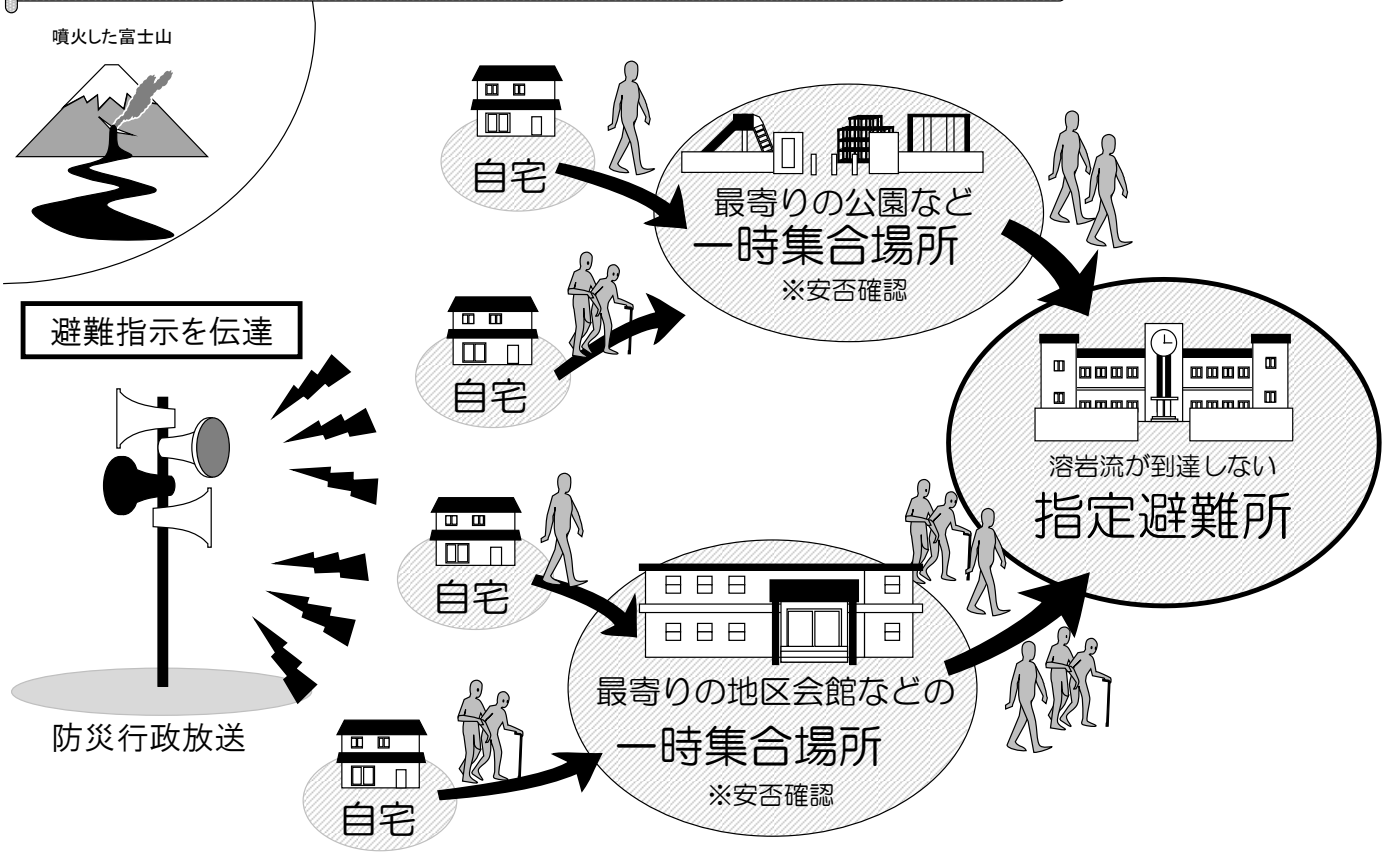 噴火した富士山
自宅
最寄りの公園など
一時集合場所
※安否確認
避難指示を伝達
自宅
溶岩流が到達しない
指定避難所
自宅
最寄りの地区会館などの
一時集合場所
※安否確認
防災行政放送
自宅